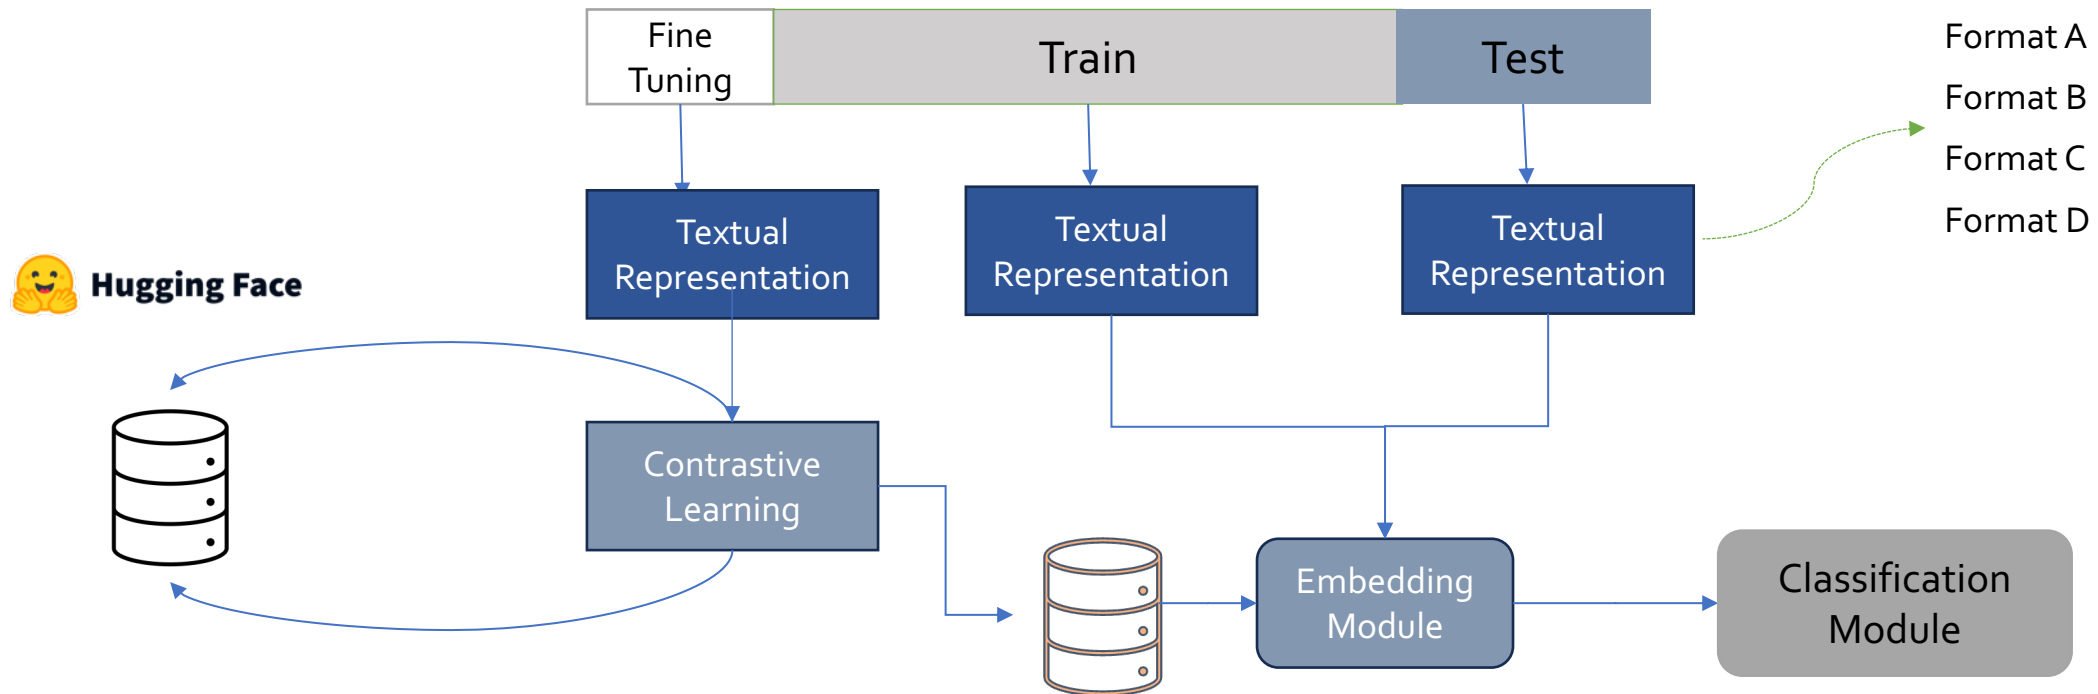 Fine
Tuning
Train
Test
Format A
Format B
Format C
Format D
Textual
Representation
Textual
Representation
Textual
Representation
Hugging Face
Contrastive
Learning
Embedding
Module
Classification
Module